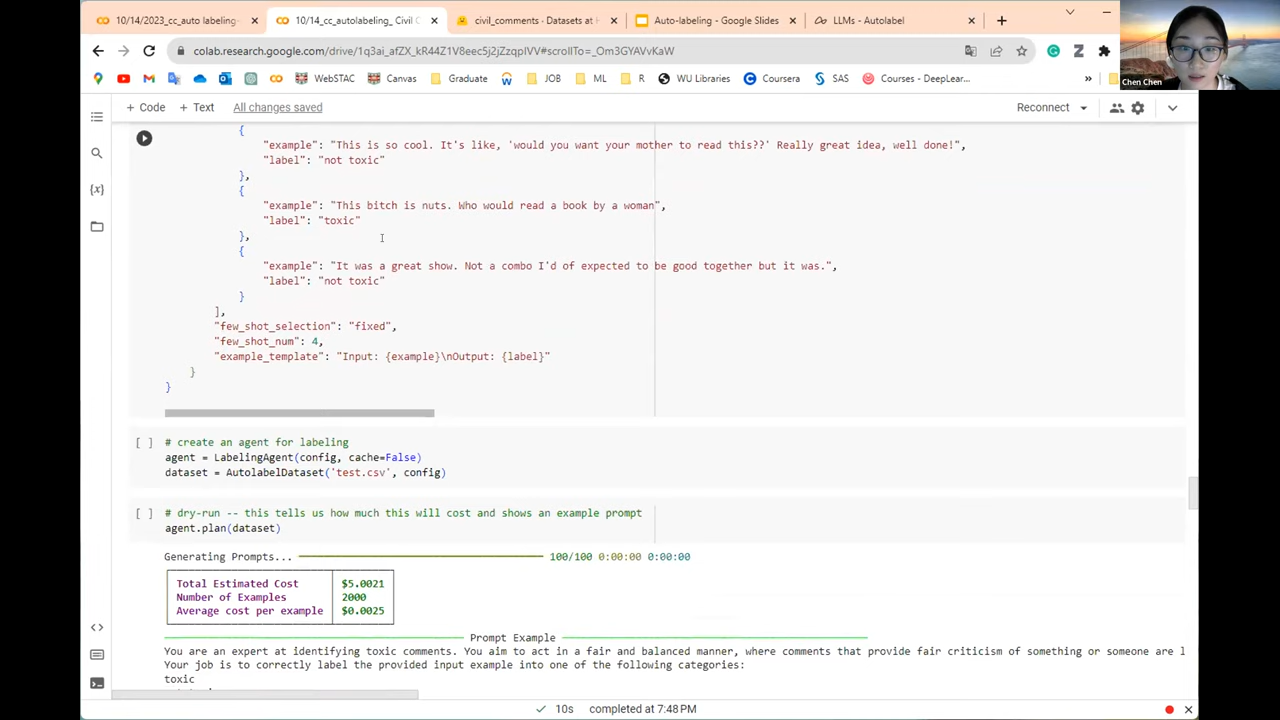 10/14/2023_cc_auto labeling-
10/14_cc_autolabeling_ Civil C
civil_comments · Datasets at H
Auto-labeling - Google Slides
LLMs - Autolabel
colab.research.google.com/drive/1q3ai_afZX_kR44Z1V8eec5j2jZzqpIVV#scrollTo=_Om3GYAVvKaW
WebSTAC
Canvas
Graduate
JOB
ML
R
WU Libraries
Coursera
SAS
Courses - DeepLear...
»
Chen Chen
+ Code + Text All changes saved
Reconnect
{
"example": "This is so cool. It's like, 'would you want your mother to read this??' Really great idea, well done!",
"label": "not toxic"
},
{
"example": "This bitch is nuts. Who would read a book by a woman",
"label": "toxic"
},
{
"example": "It was a great show. Not a combo I'd of expected to be good together but it was.",
"label": "not toxic"
}
],
"few_shot_selection": "fixed",
"few_shot_num": 4,
"example_template": "Input: {example}\nOutput: {label}"
}
}
[ ] # create an agent for labeling
agent = LabelingAgent(config, cache=False)
dataset = AutolabelDataset('test.csv', config)
[ ] # dry-run -- this tells us how much this will cost and shows an example prompt
agent.plan(dataset)
Generating Prompts... 100/100 0:00:00 0:00:00
Total Estimated Cost $5.0021
Number of Examples 2000
Average cost per example $0.0025
Prompt Example
You are an expert at identifying toxic comments. You aim to act in a fair and balanced manner, where comments that provide fair criticism of something or someone are l
Your job is to correctly label the provided input example into one of the following categories:
toxic
10s completed at 7:48 PM